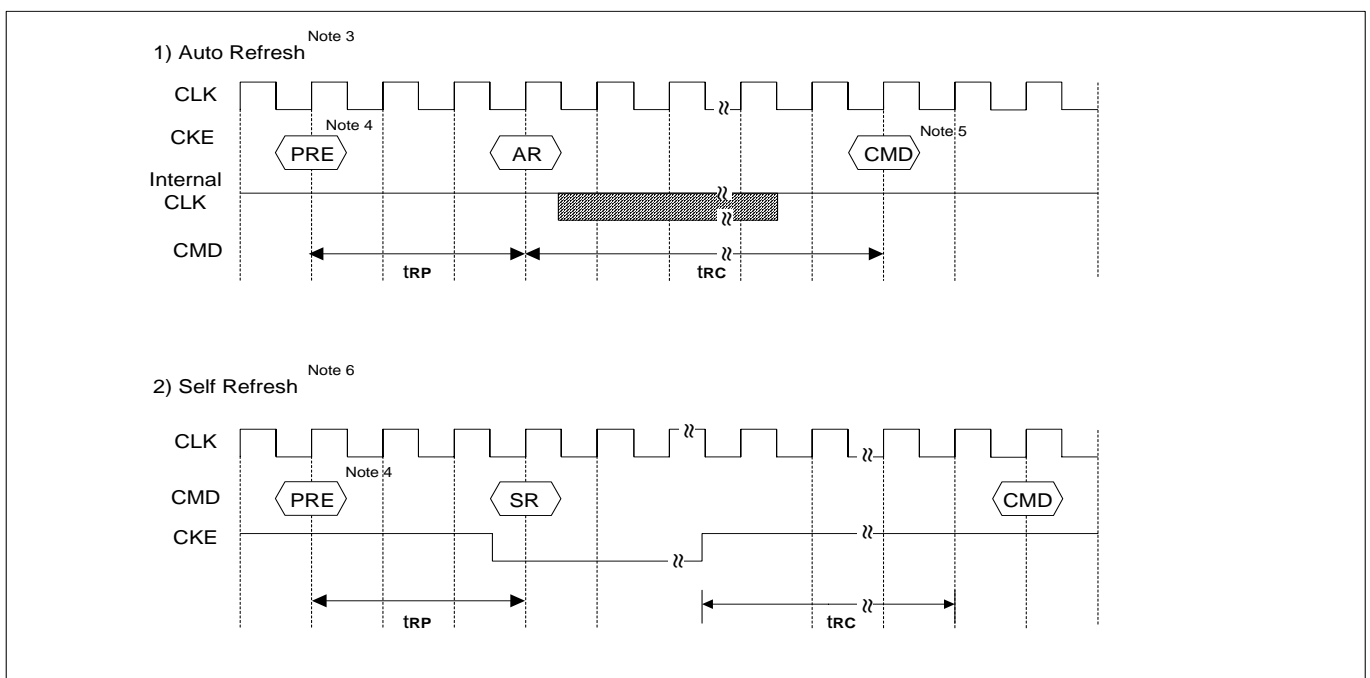 1) Auto Refresh Note 3
CLK
CKE
Note 4
Note 5
PRE
AR
CMD
Internal
CLK
CMD
tRP
tRC
2) Self Refresh Note 6
CLK
Note 4
CMD
PRE
SR
CMD
CKE
tRP
tRC